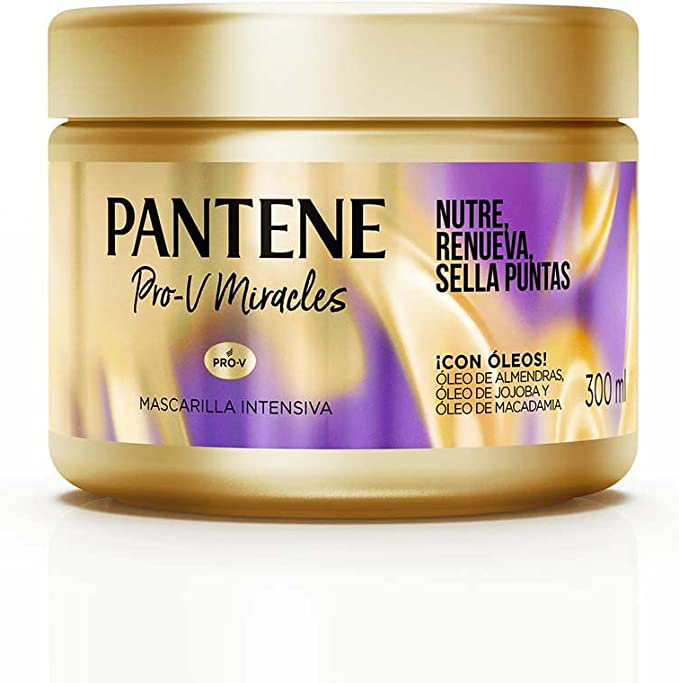 PANTENE
Pro-V Miracles
PRO-V
MASCARILLA INTENSIVA
NUTRE,
RENUEVA,
SELLA PUNTAS
¡CON ÓLEOS!
ÓLEO DE ALMENDRAS,
ÓLEO DE JOJOBA Y
ÓLEO DE MACADAMIA
300 ml